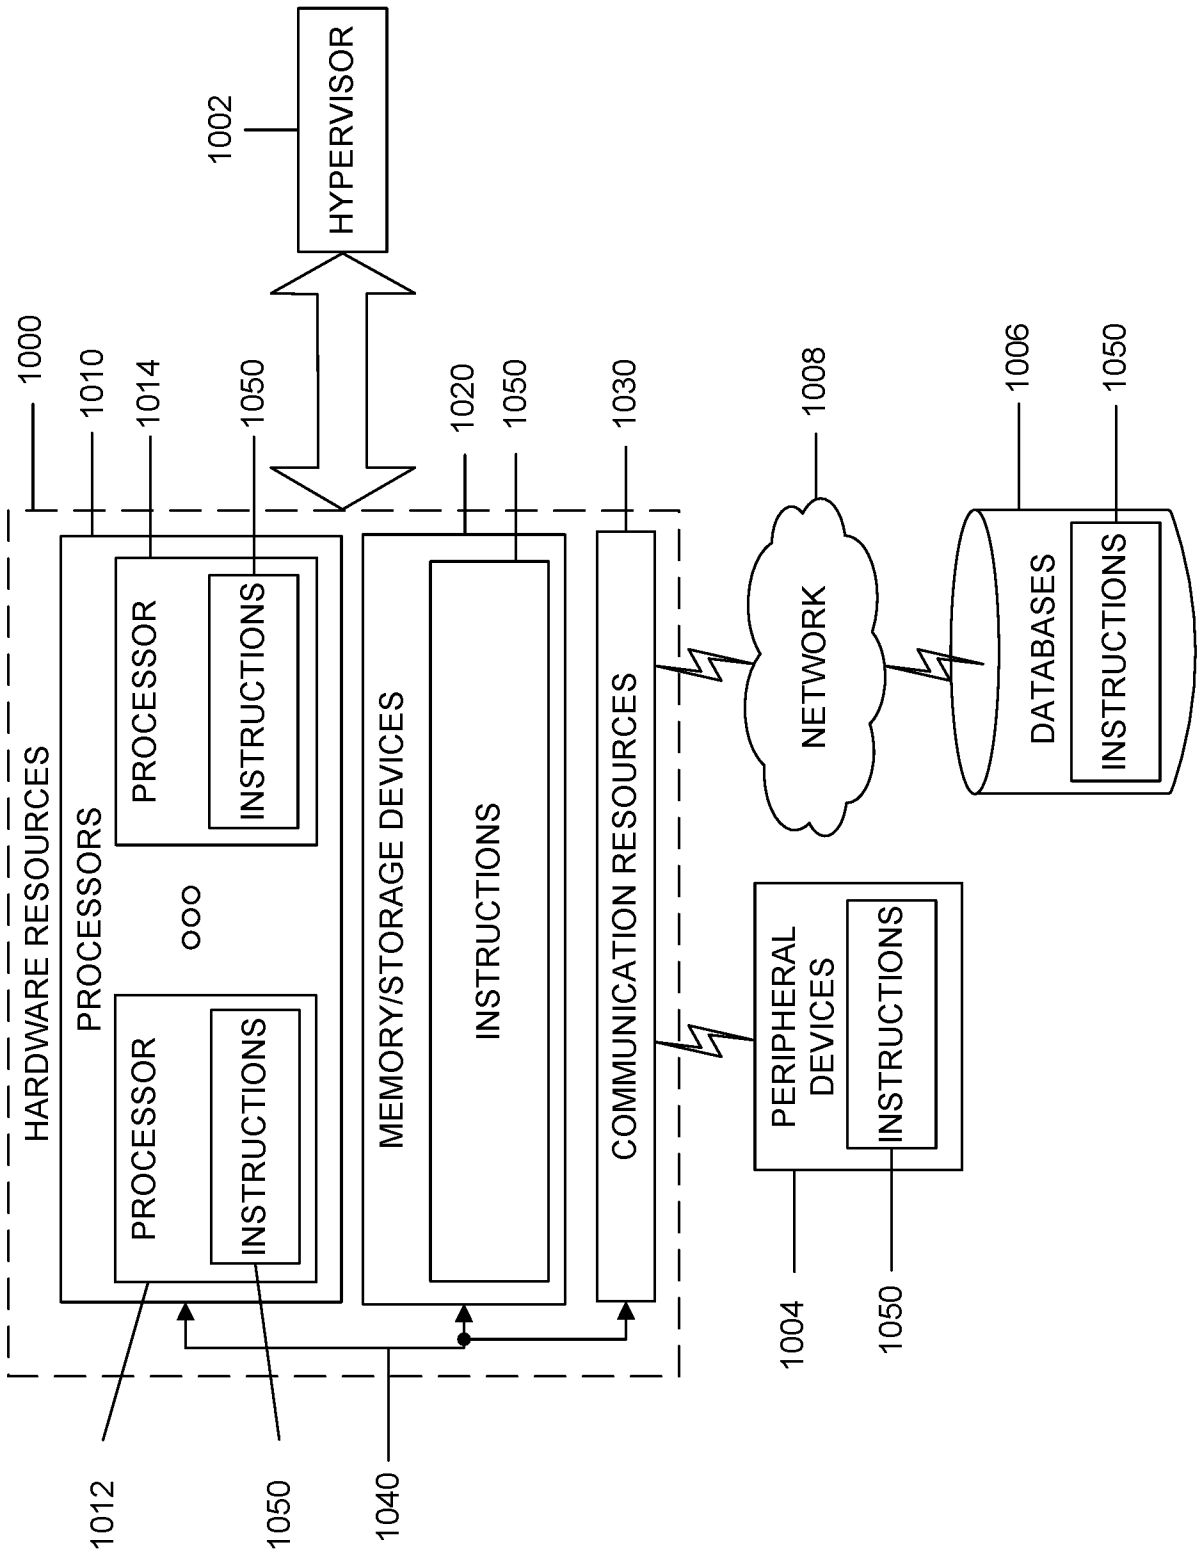 HARDWARE RESOURCES
1000
PROCESSORS
1010
PROCESSOR
1012
INSTRUCTIONS
1050
PROCESSOR
1014
INSTRUCTIONS
1050
HYPERVISOR
1002
MEMORY/STORAGE DEVICES
1020
INSTRUCTIONS
1050
1040
COMMUNICATION RESOURCES
1030
PERIPHERAL
DEVICES
1004
INSTRUCTIONS
1050
NETWORK
1008
DATABASES
1006
INSTRUCTIONS
1050